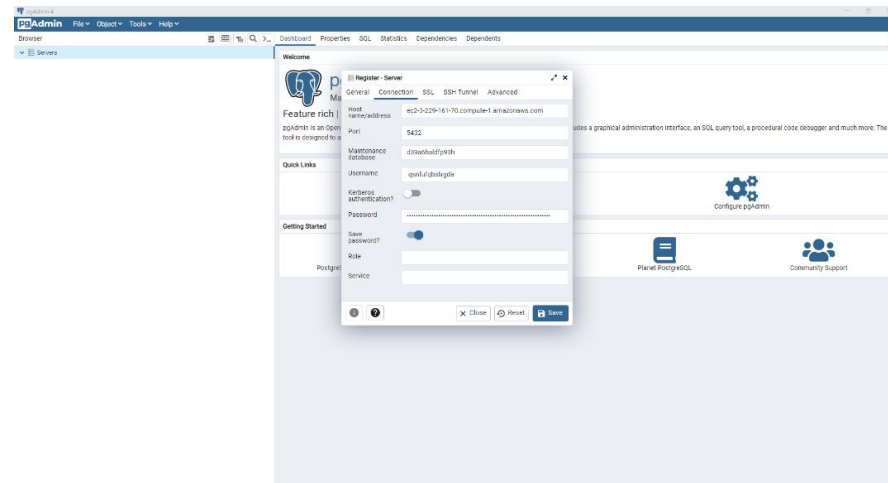 pgAdmin 4
PgAdmin File Object Tools Help
Browser
Dashboard Properties SQL Statistics Dependencies Dependents
Servers
Welcome
Register - Server
General Connection SSL SSH Tunnel Advanced
Feature rich |
Host name/address
ec2-3-229-161-70.compute-1.amazonaws.com
pgAdmin is an Open
udes a graphical administration interface, an SQL query tool, a procedural code debugger and much more. The
tool is designed to a
Port
5432
Maintenance database
Quick Links
Username
Kerberos authentication?
Configure pgAdmin
Password
Getting Started
Save password?
Role
Service
Postgre
Planet PostgreSQL
Community Support
Close Reset Save